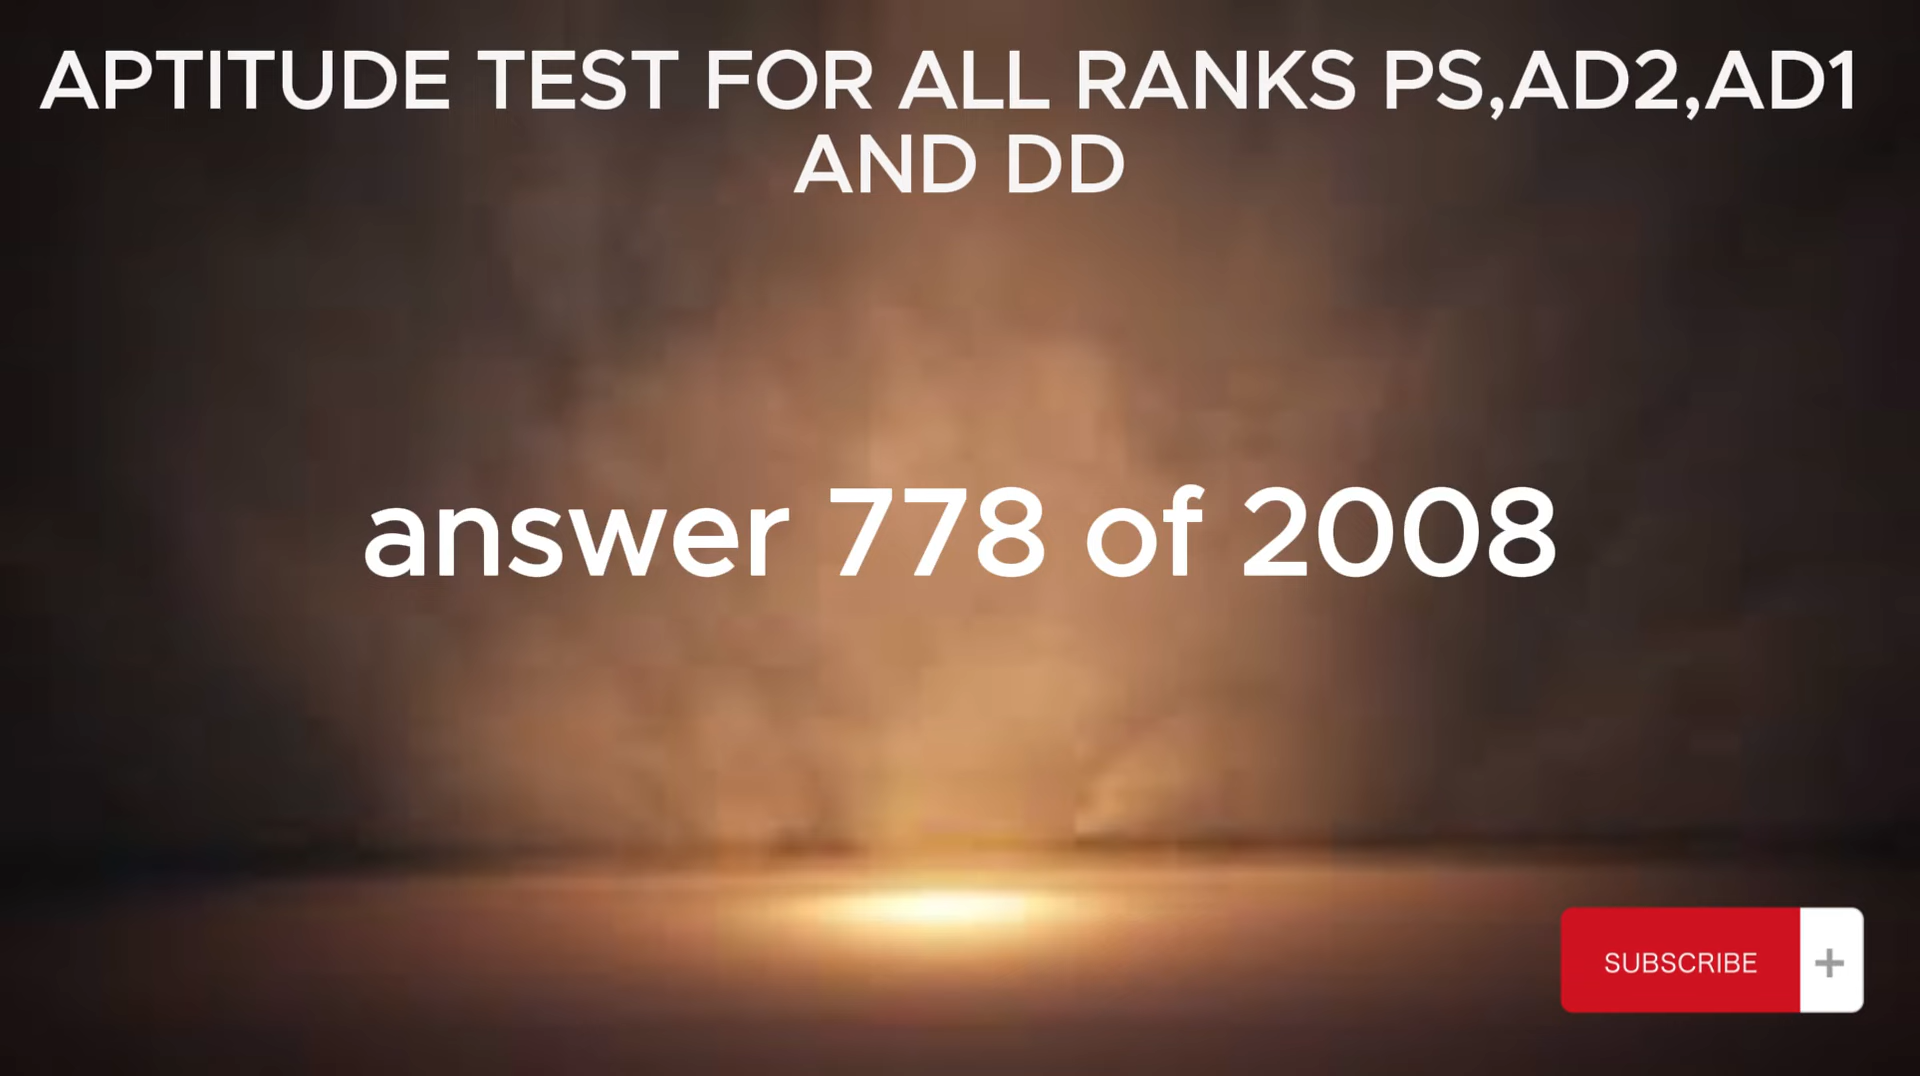 APTITUDE TEST FOR ALL RANKS PS,AD2,AD1
AND DD
answer 778 of 2008
SUBSCRIBE +